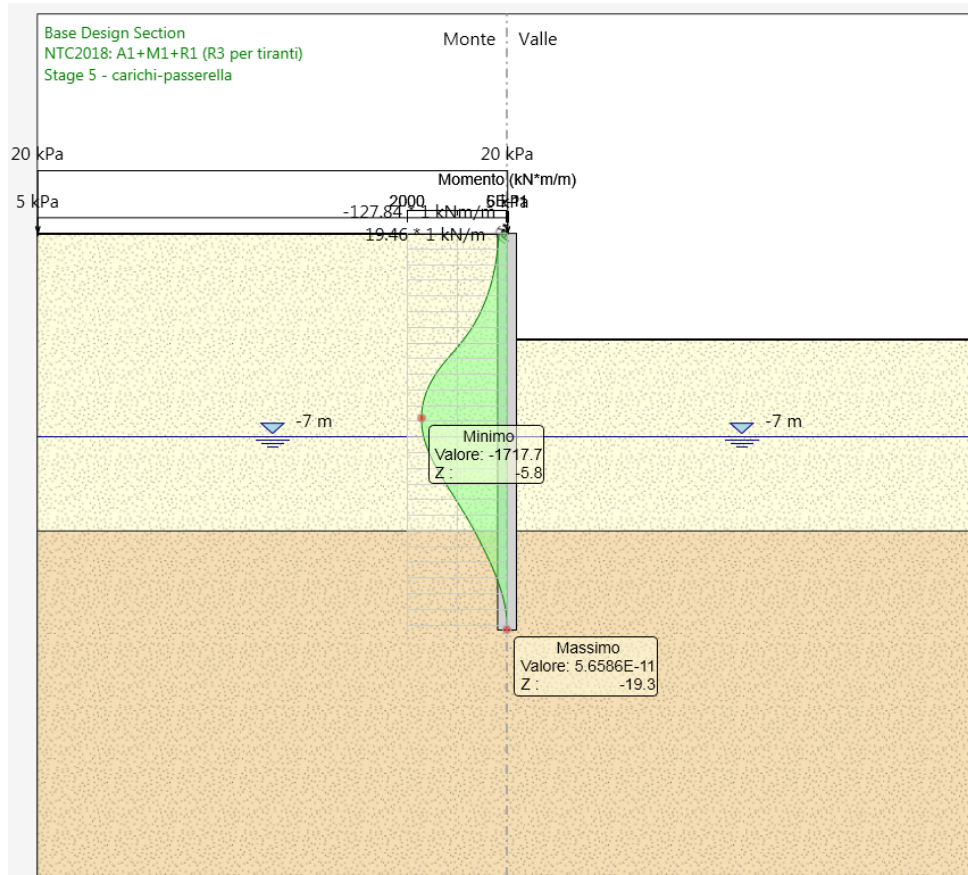 Base Design Section
NTC2018: A1+M1+R1 (R3 per tiranti)
Stage 5 - carichi-passerella
Monte
Valle
20 kPa
20 kPa
Momento (kN*m/m)
5 kPa
2000
5 kPa
-127.84 * 1 kNm/m
19.46 * 1 kN/m
-7 m
-7 m
Minimo
Valore: -1717.7
Z : -5.8
Massimo
Valore: 5.6586E-11
Z : -19.3